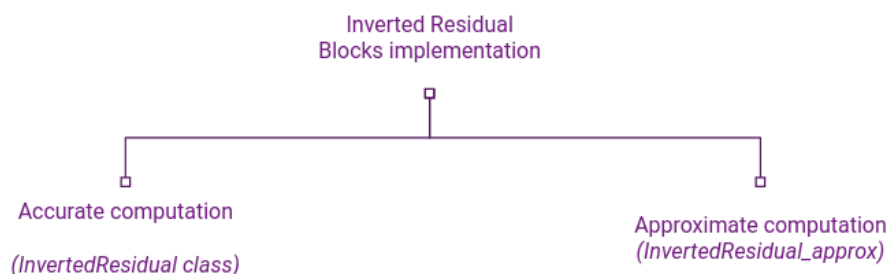 Inverted Residual
Blocks implementation
Accurate computation
(InvertedResidual class)
Approximate computation
(InvertedResidual_approx)